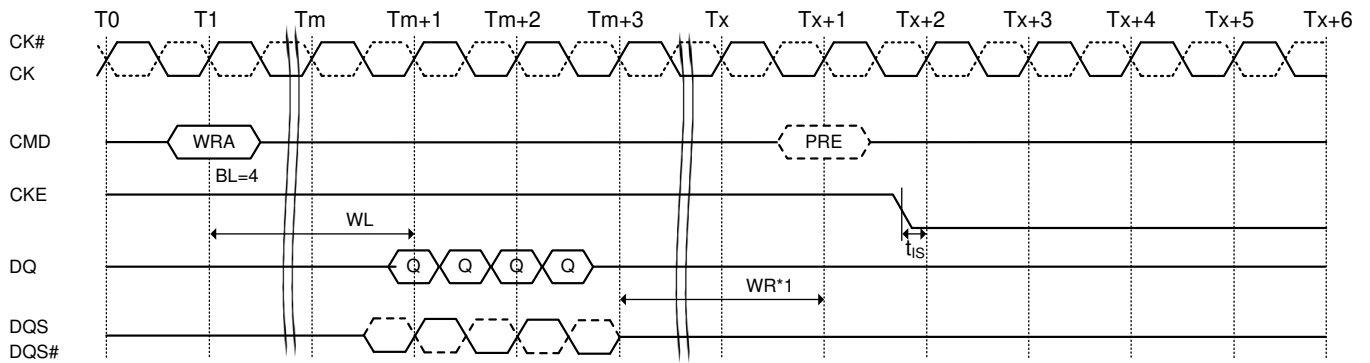 T0 T1 Tm Tm+1 Tm+2 Tm+3 Tx Tx+1 Tx+2 Tx+3 Tx+4 Tx+5 Tx+6
CK#
CK
CMD WRA PRE
BL=4
CKE
WL
tIS
DQ Q Q Q Q
WR*1
DQS
DQS#